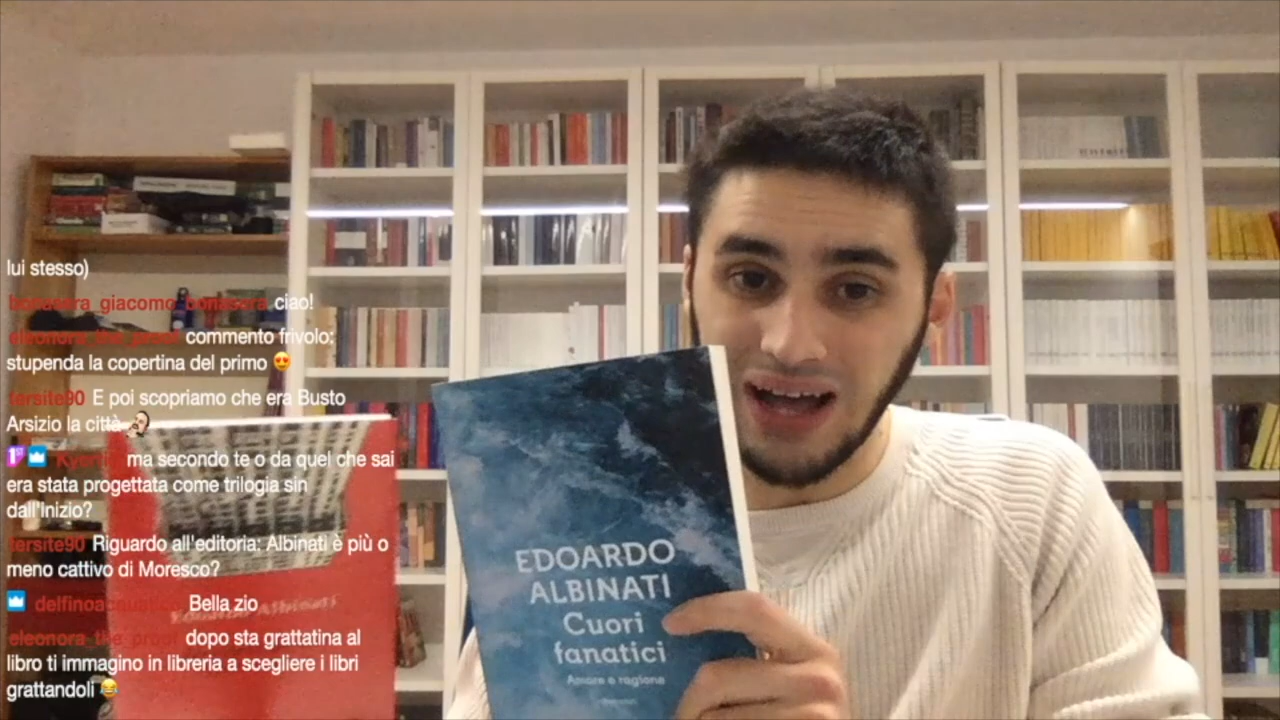 lui stesso)
ciao!
commento frivolo:
stupenda la copertina del primo 😍
tersite90 E poi scopriamo che era Busto
Arsizio la città
ma secondo te o da quel che sai
era stata progettata come trilogia sin
dall'Inizio?
tersite90 Riguardo all'editoria: Albinati è più o
meno cattivo di Moresco?
Bella zio
eleonora_the_proof dopo sta grattatina al
libro ti immagino in libreria a scegliere i libri
grattandoli 😂
Edoardo Albinati
EDOARDO
ALBINATI
Cuori
fanatici
Amore e ragione